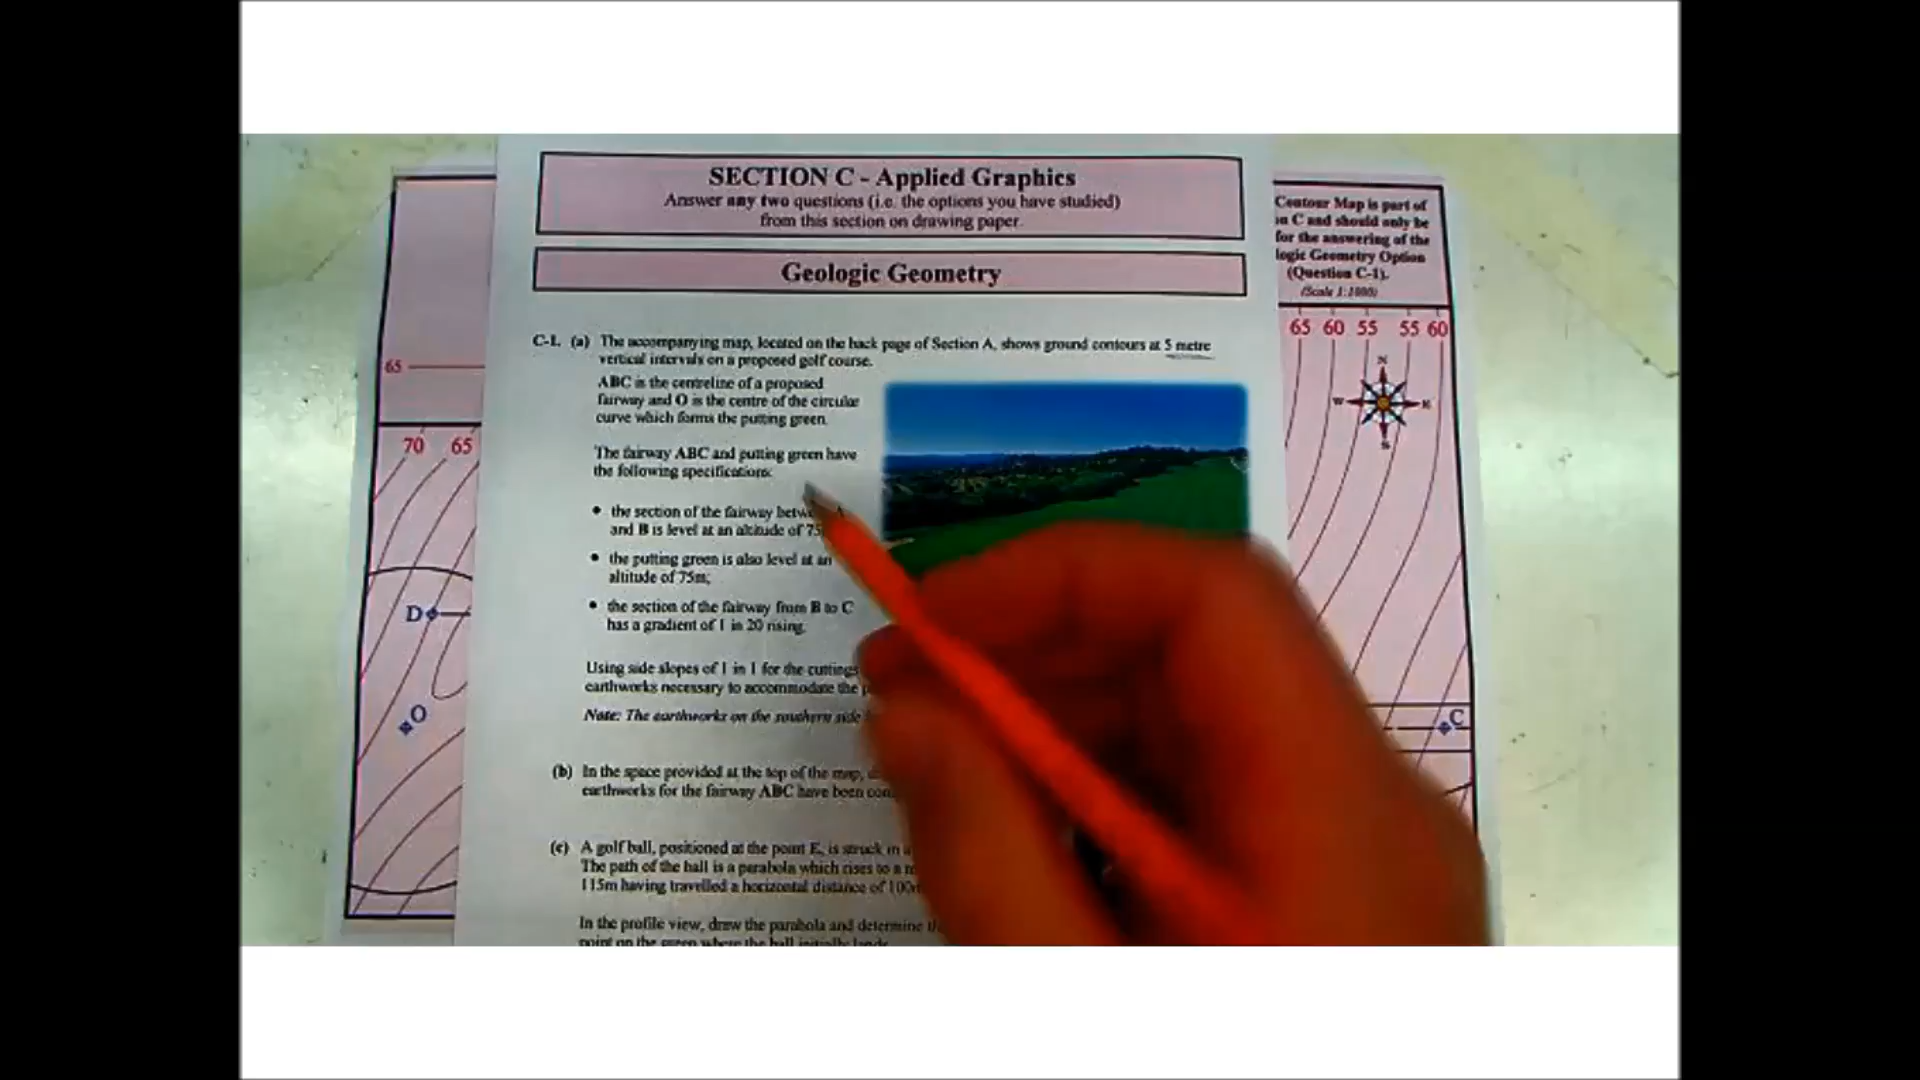 SECTION C - Applied Graphics
Answer any two questions (i.e. the options you have studied)
from this section on drawing paper.
Geologic Geometry
C-1. (a) The accompanying map, located on the back page of Section A, shows ground contours at 5 metre
vertical intervals on a proposed golf course.
ABC is the centreline of a proposed
fairway and O is the centre of the circular
curve which forms the putting green.
The fairway ABC and putting green have
the following specifications:
• the section of the fairway
and B is level at an altitude of 75
• the putting green is also level at an
altitude of 75m;
• the section of the fairway from B to C
has a gradient of 1 in 20 rising.
Using side slopes of 1 in 1 for the cuttings
earthworks necessary to accommodate the
Note: The earthworks on the southern side
(b) In the space provided at the top of the map,
earthworks for the fairway ABC have been
(c) A golf ball, positioned at the point E, is struck in
The path of the ball is a parabola which rises to a
115m having travelled a horizontal distance of
In the profile view, draw the parabola and determine
point on the green where the ball initially lands
65
70 65
D
O
Contour Map is part of
C and should only be
for the answering of the
Geometry Option
(Question C-1).
(Scale 1:1000)
65 60 55 55 60
N
W E
S
C